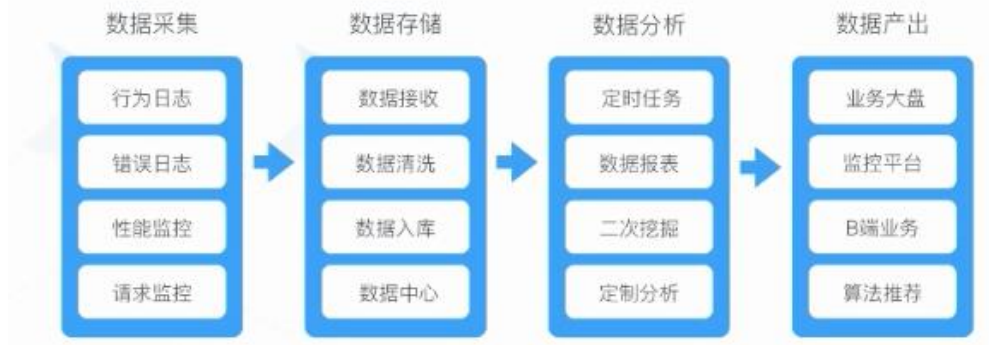 数据采集
行为日志
错误日志
性能监控
请求监控
数据存储
数据接收
数据清洗
数据入库
数据中心
数据分析
定时任务
数据报表
二次挖掘
定制分析
数据产出
业务大盘
监控平台
B端业务
算法推荐